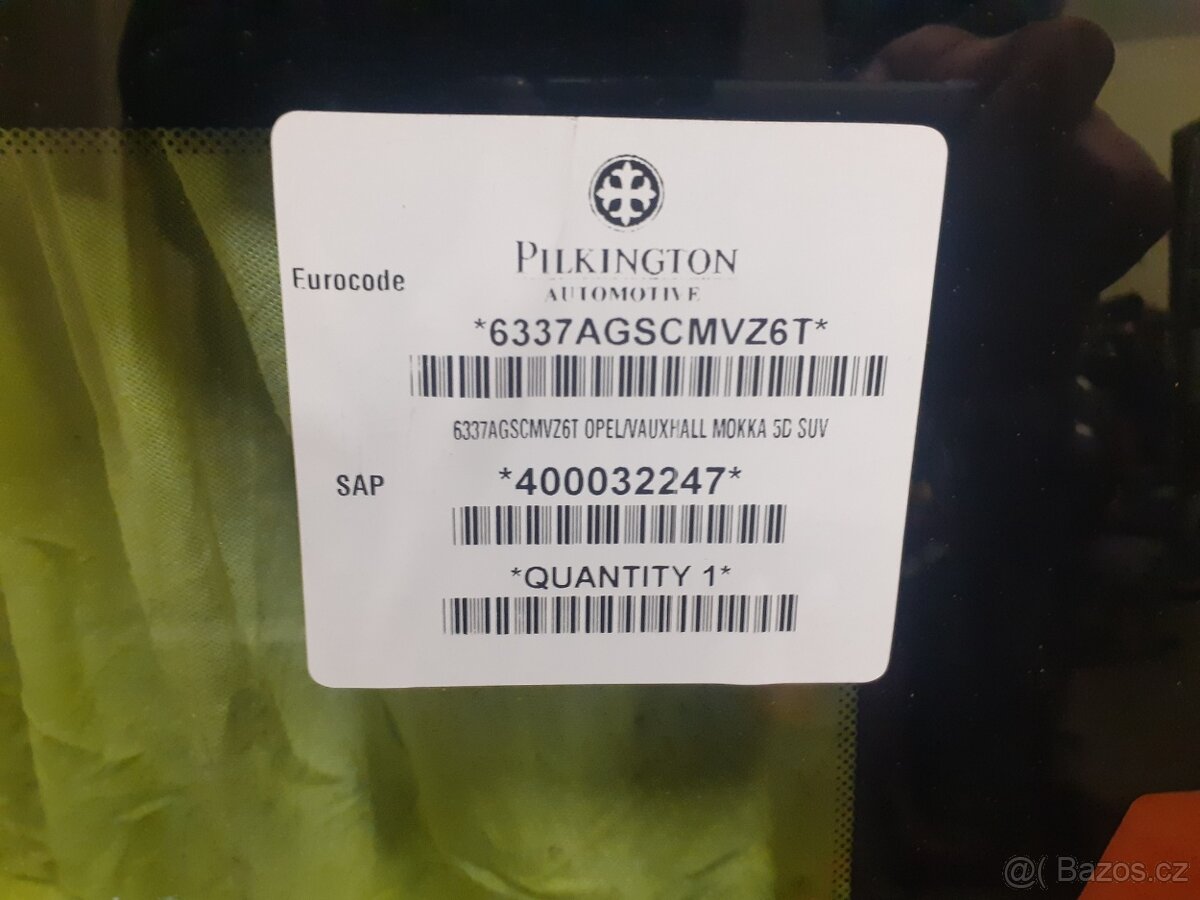 PILKINGTON
AUTOMOTIVE
Eurocode
*6337AGSCMVZ6T*
6337AGSCMVZ6T OPEL/VAUXHALL MOKKA 5D SUV
SAP
*400032247*
*QUANTITY 1*
@( Bazos.cz